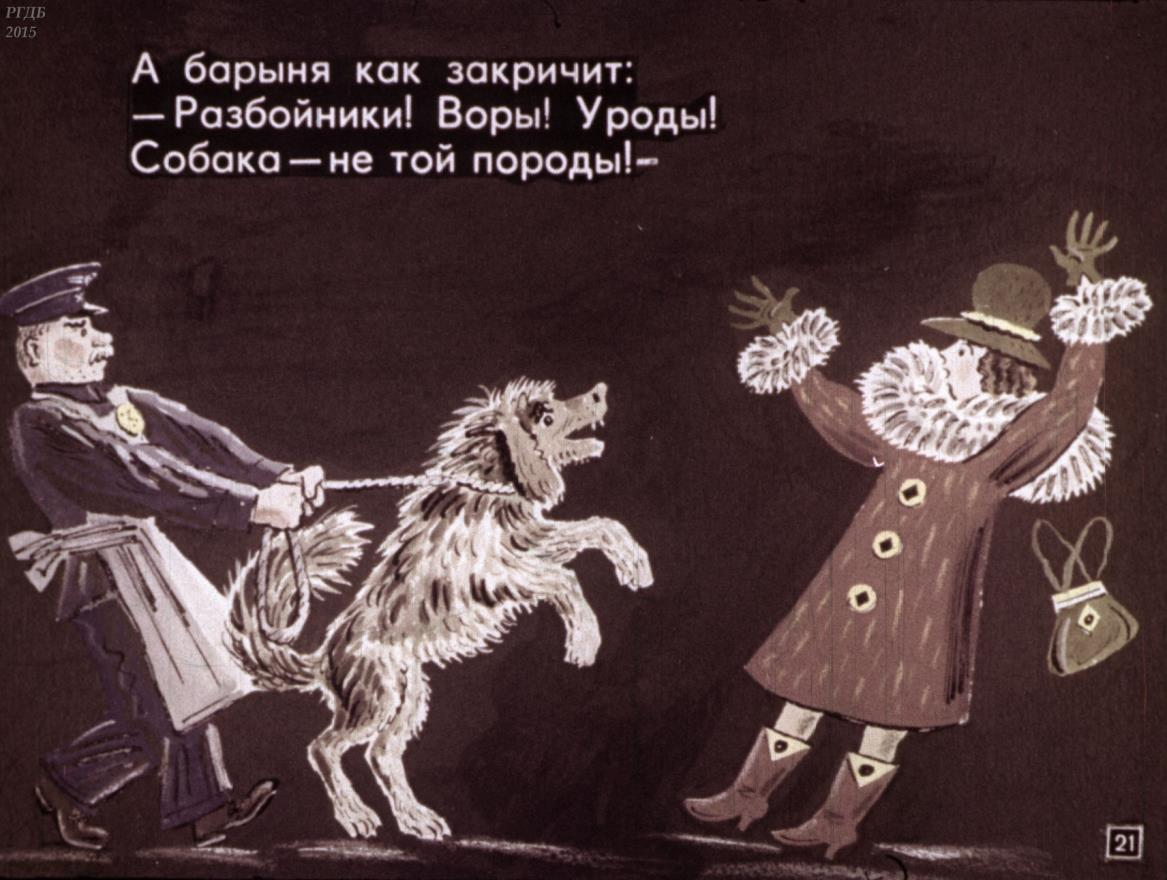 РГДБ
2015
А барыня как закричит:
— Разбойники! Воры! Уроды!
Собака — не той породы!—
21